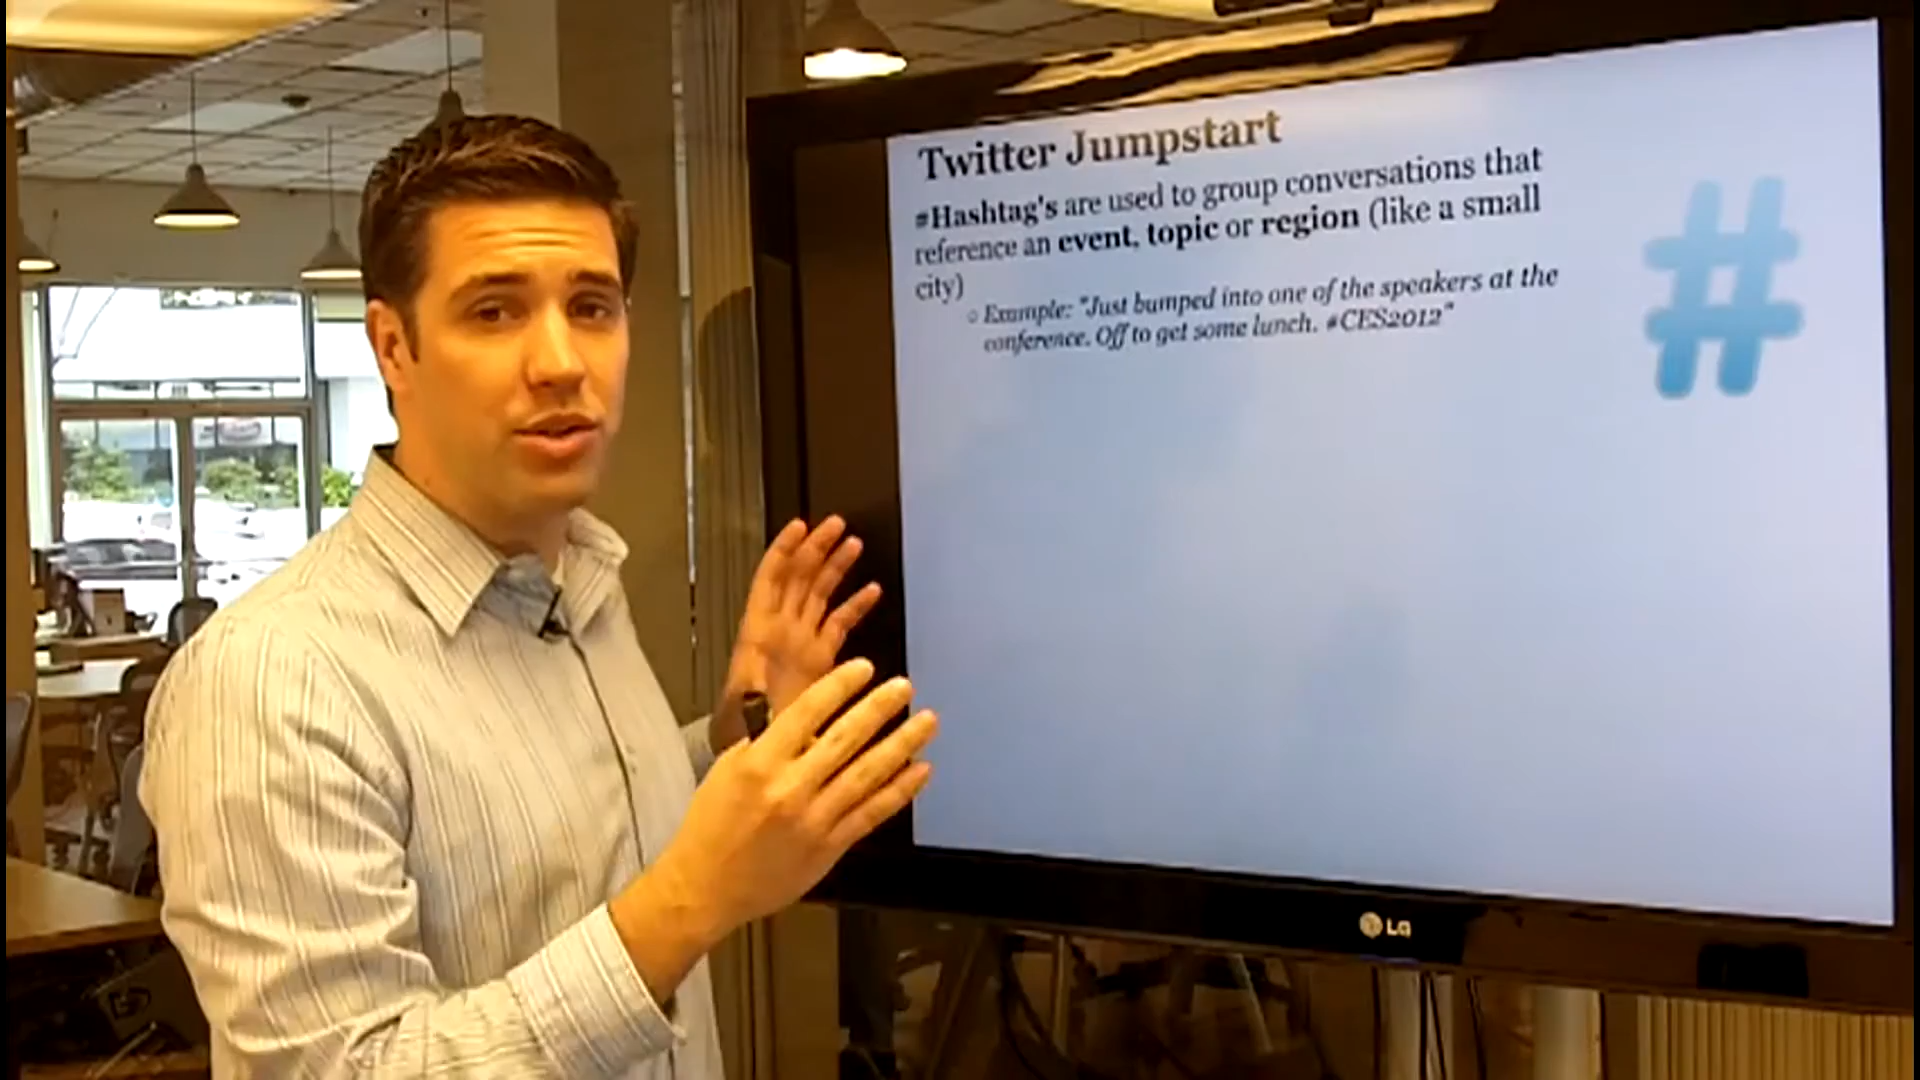 Twitter Jumpstart
#Hashtag's are used to group conversations that
reference an event, topic or region (like a small
city)
○ Example: "Just bumped into one of the speakers at the
conference. Off to get some lunch. #CES2012"
#
LG